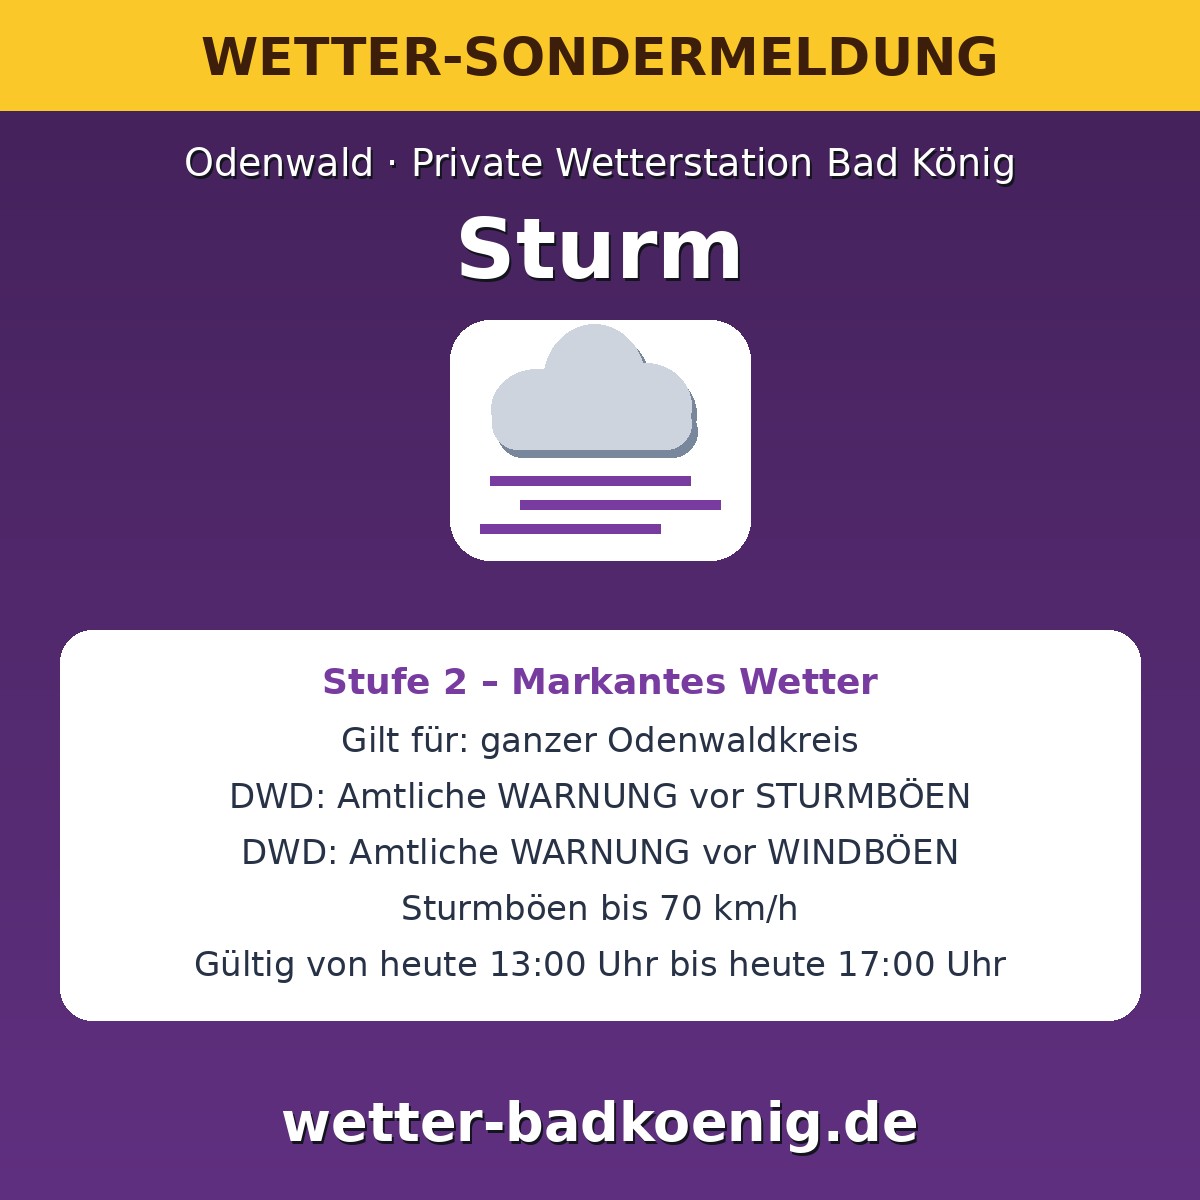 WETTER-SONDERMELDUNG
Odenwald · Private Wetterstation Bad König
Sturm
Stufe 2 – Markantes Wetter
Gilt für: ganzer Odenwaldkreis
DWD: Amtliche WARNUNG vor STURMBÖEN
DWD: Amtliche WARNUNG vor WINDBÖEN
Sturmböen bis 70 km/h
Gültig von heute 13:00 Uhr bis heute 17:00 Uhr
wetter-badkoenig.de